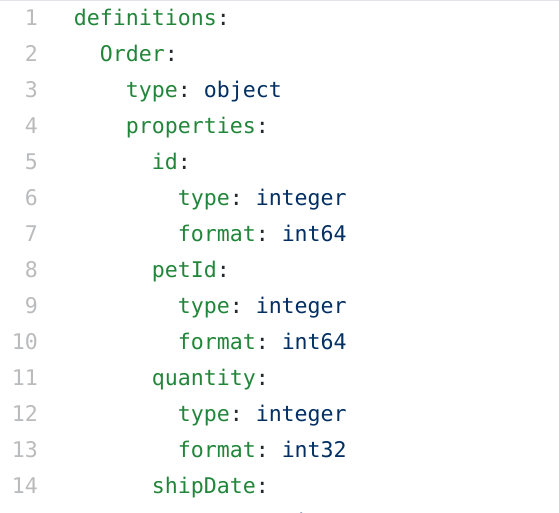 1 definitions:
2   Order:
3     type: object
4     properties:
5       id:
6         type: integer
7         format: int64
8       petId:
9         type: integer
10         format: int64
11       quantity:
12         type: integer
13         format: int32
14       shipDate: